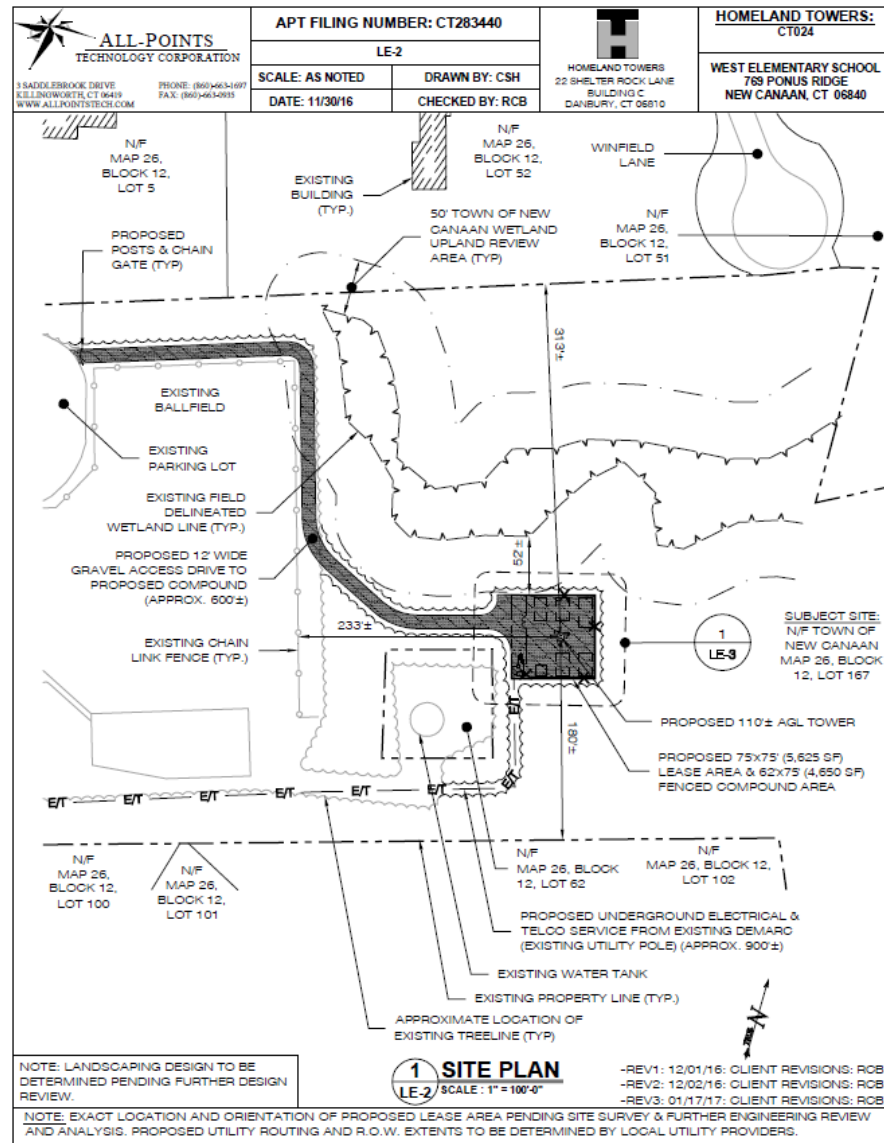 ALL-POINTS
TECHNOLOGY CORPORATION
3 SADDLEBROOK DRIVE
KILLINGWORTH, CT 06419
WWW.ALLPOINTSTECH.COM
PHONE: (860)-663-1697
FAX: (860)-663-0935
APT FILING NUMBER: CT283440
LE-2
SCALE: AS NOTED
DRAWN BY: CSH
DATE: 11/30/16
CHECKED BY: RCB
HOMELAND TOWERS
22 SHELTER ROCK LANE
BUILDING C
DANBURY, CT 06810
HOMELAND TOWERS:
CT024
WEST ELEMENTARY SCHOOL
769 PONUS RIDGE
NEW CANAAN, CT 06840
N/F
MAP 26,
BLOCK 12,
LOT 5
EXISTING
BUILDING
(TYP.)
N/F
MAP 26,
BLOCK 12,
LOT 52
WINFIELD
LANE
PROPOSED
POSTS & CHAIN
GATE (TYP)
50' TOWN OF NEW
CANAAN WETLAND
UPLAND REVIEW
AREA (TYP)
N/F
MAP 26,
BLOCK 12,
LOT 51
313'±
EXISTING
BALLFIELD
EXISTING
PARKING LOT
EXISTING FIELD
DELINEATED
WETLAND LINE (TYP.)
PROPOSED 12' WIDE
GRAVEL ACCESS DRIVE TO
PROPOSED COMPOUND
(APPROX. 600'±)
52'±
233'±
EXISTING CHAIN
LINK FENCE (TYP.)
1
LE-3
SUBJECT SITE:
N/F TOWN OF
NEW CANAAN
MAP 26, BLOCK
12, LOT 167
180'±
E/T
PROPOSED 110'± AGL TOWER
PROPOSED 75'x75' (5,625 SF)
LEASE AREA & 62'x75' (4,650 SF)
FENCED COMPOUND AREA
E/T
E/T E/T E/T E/T E/T E/T
N/F
MAP 26,
BLOCK 12,
LOT 100
N/F
MAP 26,
BLOCK 12,
LOT 101
N/F
MAP 26, BLOCK
12, LOT 62
N/F
MAP 26, BLOCK 12,
LOT 102
PROPOSED UNDERGROUND ELECTRICAL &
TELCO SERVICE FROM EXISTING DEMARC
(EXISTING UTILITY POLE) (APPROX. 900'±)
EXISTING WATER TANK
EXISTING PROPERTY LINE (TYP.)
APPROXIMATE LOCATION OF
EXISTING TREELINE (TYP)
TRUE N
NOTE: LANDSCAPING DESIGN TO BE
DETERMINED PENDING FURTHER DESIGN
REVIEW.
1
LE-2
SITE PLAN
SCALE : 1" = 100'-0"
-REV1: 12/01/16: CLIENT REVISIONS: RCB
-REV2: 12/02/16: CLIENT REVISIONS: RCB
-REV3: 01/17/17: CLIENT REVISIONS: RCB
NOTE: EXACT LOCATION AND ORIENTATION OF PROPOSED LEASE AREA PENDING SITE SURVEY & FURTHER ENGINEERING REVIEW
AND ANALYSIS. PROPOSED UTILITY ROUTING AND R.O.W. EXTENTS TO BE DETERMINED BY LOCAL UTILITY PROVIDERS.